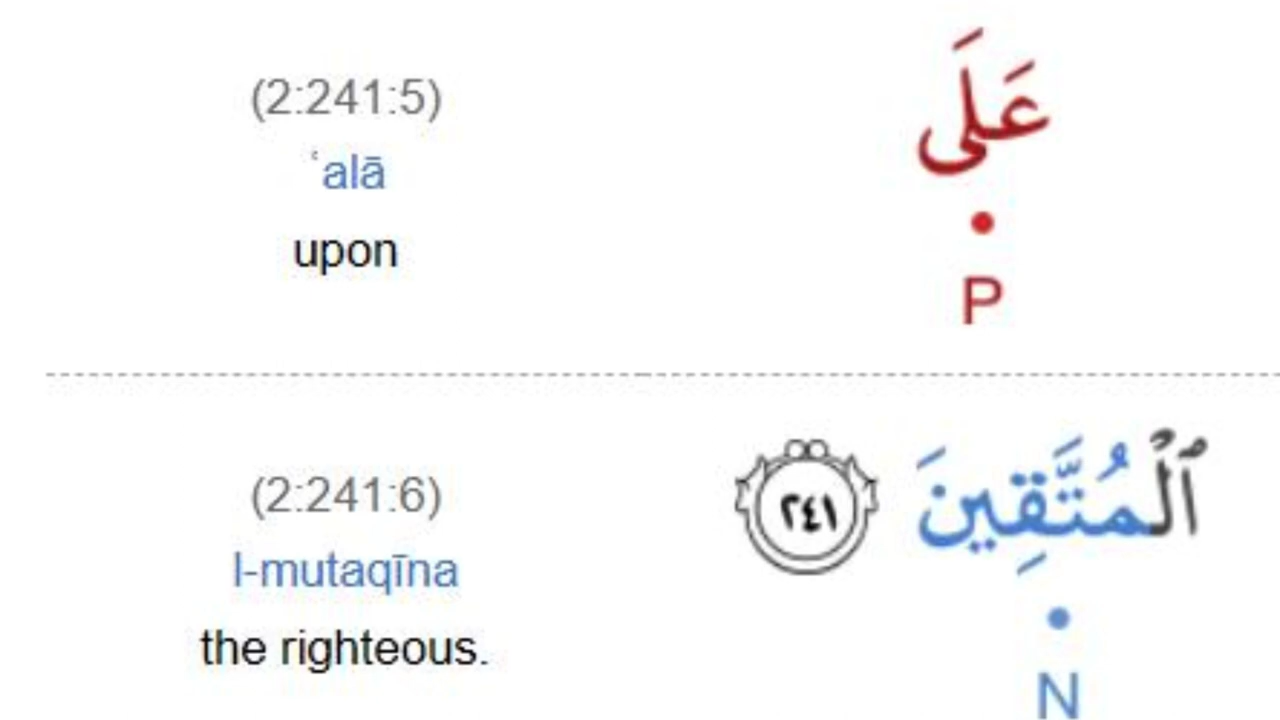 (2:241:5)
ʿalā
upon
عَلَى
P
(2:241:6)
l-mutaqīna
the righteous.
ٱلْمُتَّقِينَ ٢٤١
N